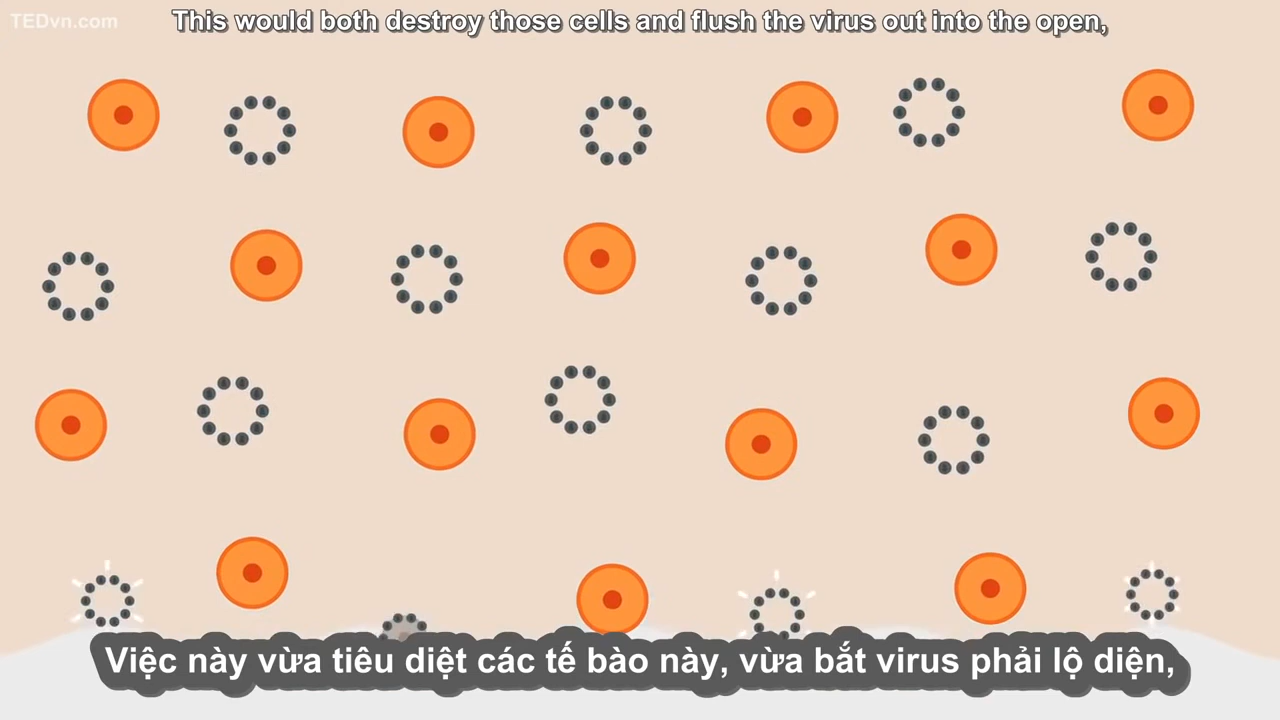 TEDvn.com
This would both destroy those cells and flush the virus out into the open,
Việc này vừa tiêu diệt các tế bào này, vừa bắt virus phải lộ diện,